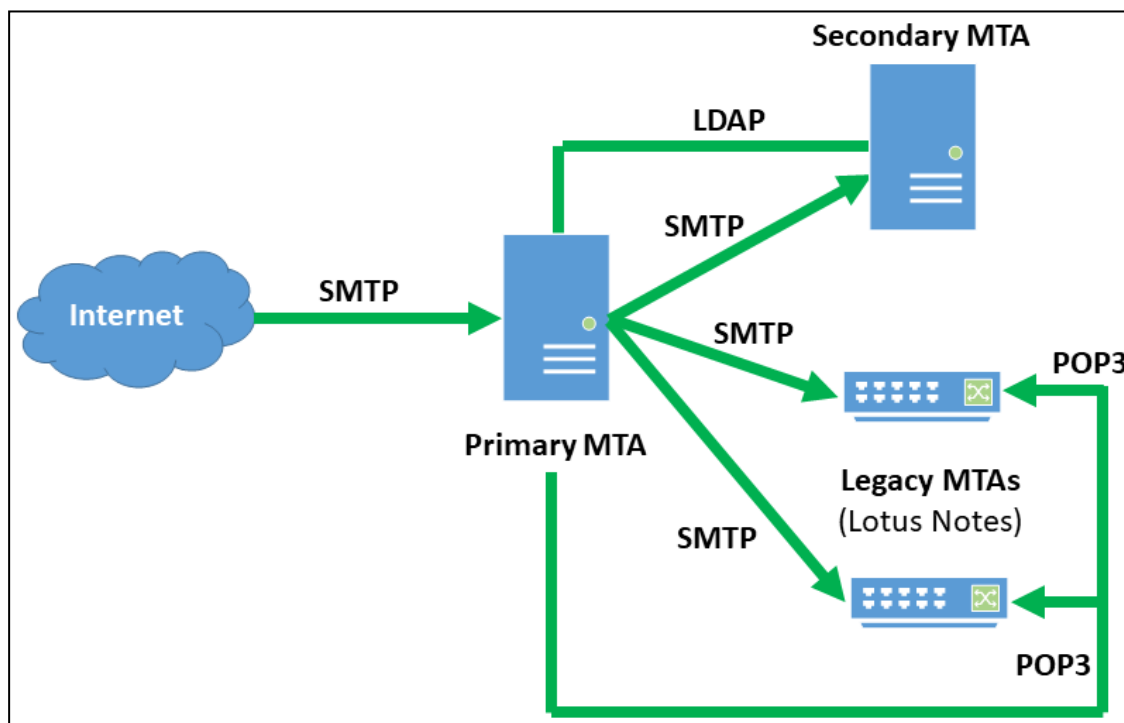 Secondary MTA
LDAP
SMTP
Internet
SMTP
SMTP
POP3
Primary MTA
Legacy MTAs
(Lotus Notes)
SMTP
POP3